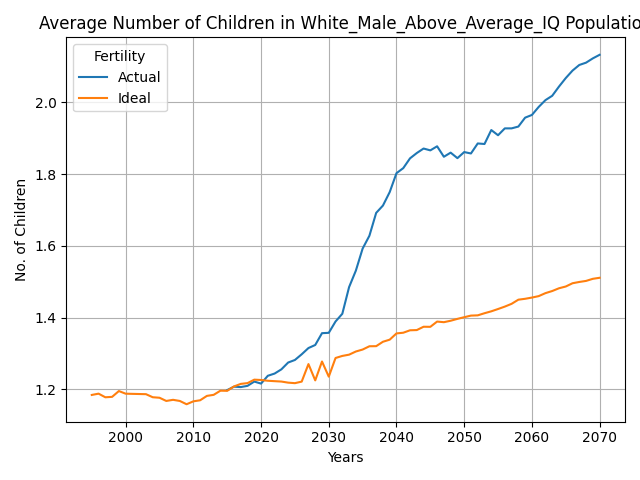 Average Number of Children in White_Male_Above_Average_IQ Populatio
Fertility
Actual
Ideal
2.0
1.8
1.6
1.4
1.2
No. of Children
2000 2010 2020 2030 2040 2050 2060 2070
Years